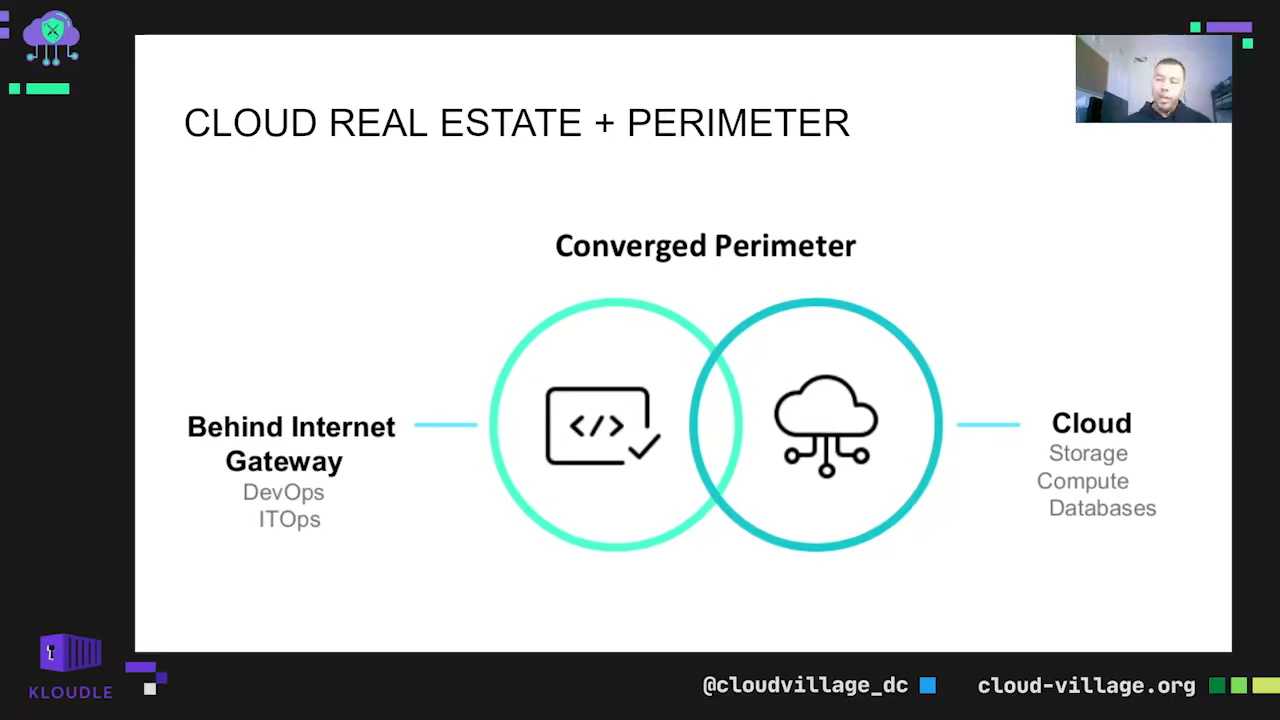 CLOUD REAL ESTATE + PERIMETER
Converged Perimeter
Behind Internet
Gateway
DevOps
ITOps
</>
Cloud
Storage
Compute
Databases
KLOUDLE
@cloudvillage_dc
cloud-village.org